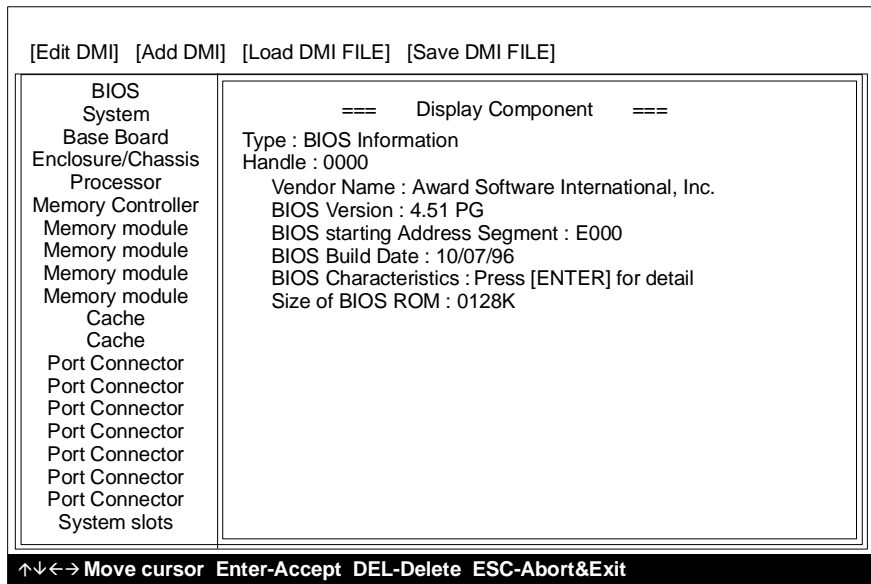 [Edit DMI] [Add DMI] [Load DMI FILE] [Save DMI FILE]
BIOS
System
Base Board
Enclosure/Chassis
Processor
Memory Controller
Memory module
Memory module
Memory module
Memory module
Cache
Cache
Port Connector
Port Connector
Port Connector
Port Connector
Port Connector
Port Connector
Port Connector
System slots
=== Display Component ===
Type : BIOS Information
Handle : 0000
Vendor Name : Award Software International, Inc.
BIOS Version : 4.51 PG
BIOS starting Address Segment : E000
BIOS Build Date : 10/07/96
BIOS Characteristics : Press [ENTER] for detail
Size of BIOS ROM : 0128K
↑↓←→ Move cursor Enter-Accept DEL-Delete ESC-Abort&Exit